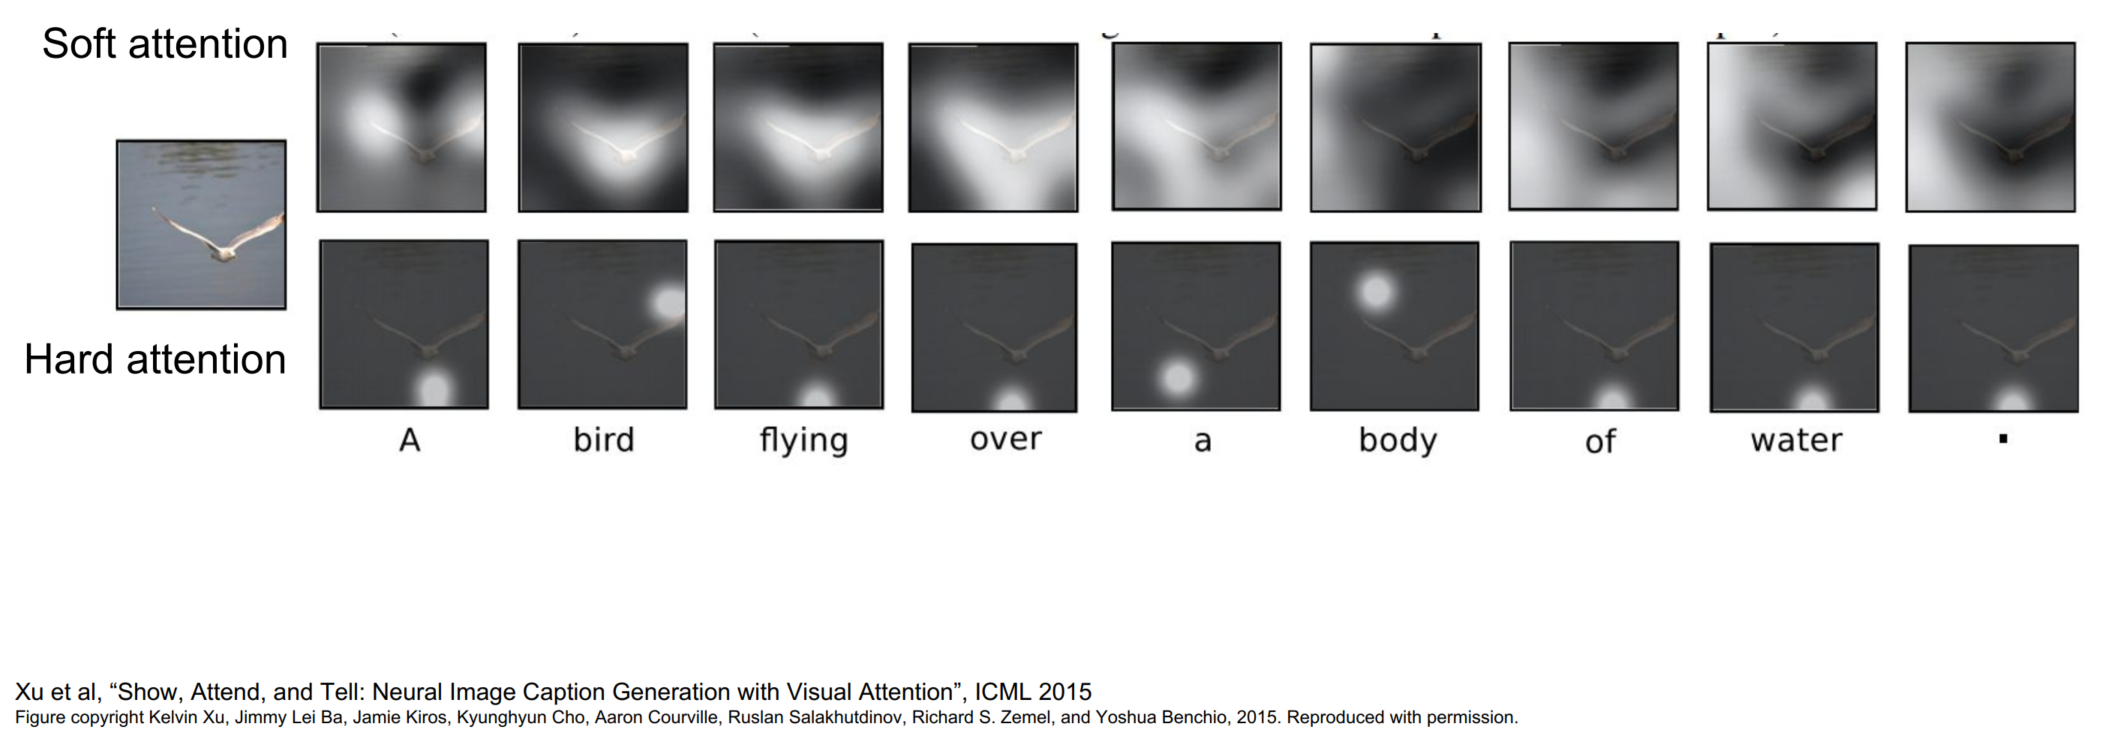 Soft attention
Hard attention
A bird flying over a body of water .
Xu et al, “Show, Attend, and Tell: Neural Image Caption Generation with Visual Attention”, ICML 2015
Figure copyright Kelvin Xu, Jimmy Lei Ba, Jamie Kiros, Kyunghyun Cho, Aaron Courville, Ruslan Salakhutdinov, Richard S. Zemel, and Yoshua Benchio, 2015. Reproduced with permission.